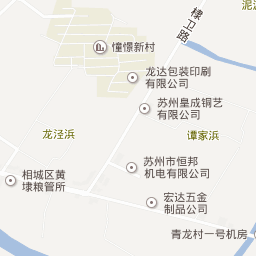 棣卫路
泥
憧憬新村
龙达包装印刷
有限公司
苏州皇成铜艺
有限公司
龙泾浜
谭家浜
苏州市恒邦
机电有限公司
相城区黄
埭粮管所
宏达五金
制品公司
青龙村一号机房